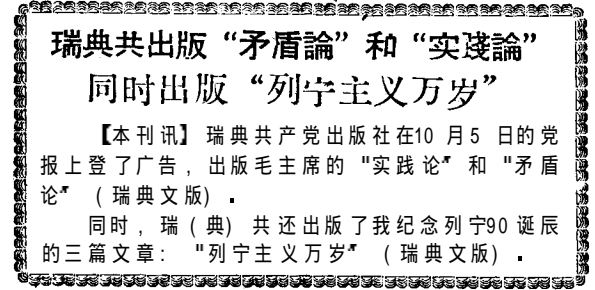 瑞典共出版“矛盾論”和“实踐論”
同时出版“列宁主义万岁”
【本刊讯】瑞典共产党出版社在10月5日的党
报上登了广告，出版毛主席的"实践论"和"矛盾
论"（瑞典文版）.
同时，瑞(典)共还出版了我纪念列宁90诞辰
的三篇文章："列宁主义万岁"（瑞典文版）.